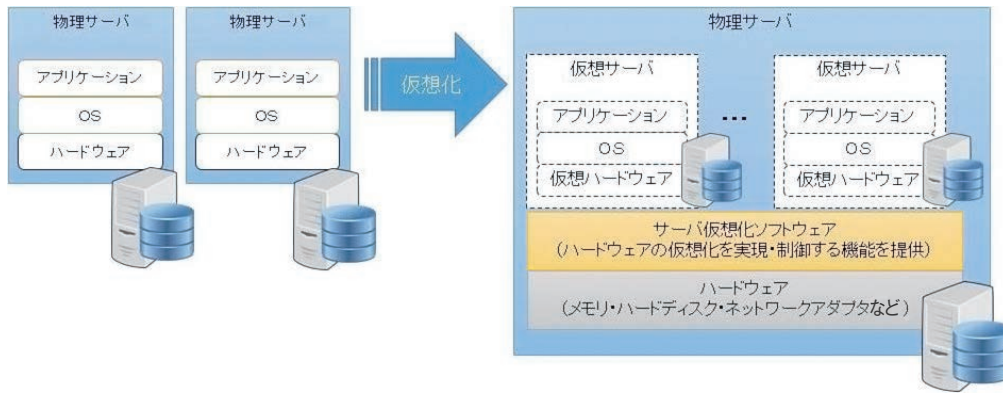 物理サーバ
アプリケーション
OS
ハードウェア
物理サーバ
アプリケーション
OS
ハードウェア
仮想化
物理サーバ
仮想サーバ
アプリケーション
OS
仮想ハードウェア
...
仮想サーバ
アプリケーション
OS
仮想ハードウェア
サーバ仮想化ソフトウェア
（ハードウェアの仮想化を実現・制御する機能を提供）
ハードウェア
（メモリ・ハードディスク・ネットワークアダプタなど）